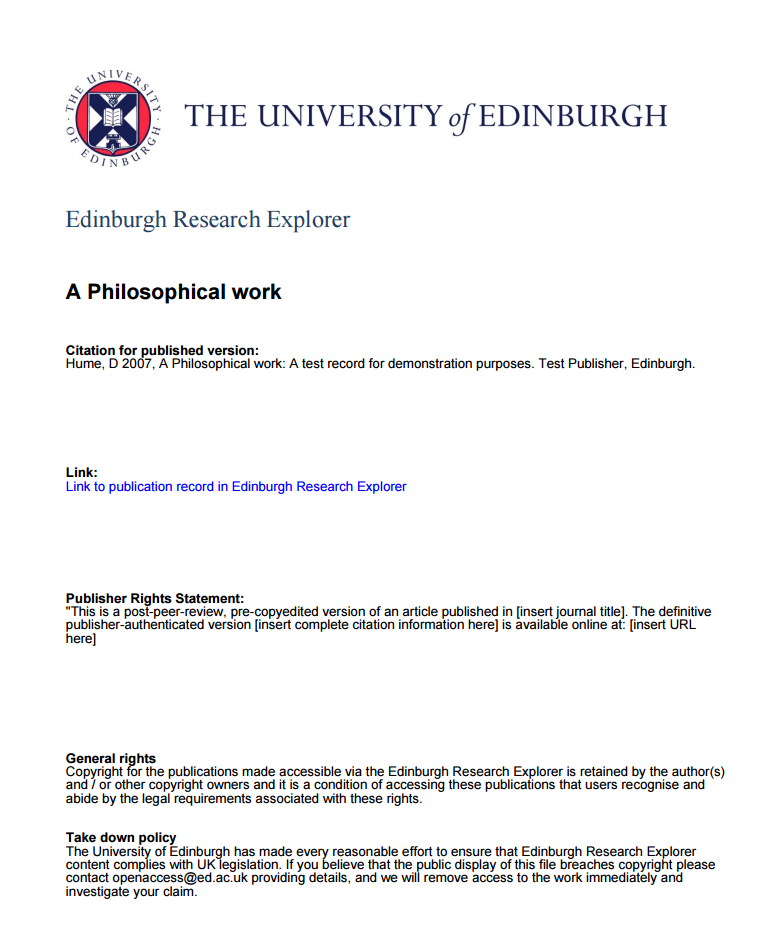 THE UNIVERSITY OF EDINBURGH
THE UNIVERSITY of EDINBURGH
Edinburgh Research Explorer
A Philosophical work
Citation for published version:
Hume, D 2007, A Philosophical work: A test record for demonstration purposes. Test Publisher, Edinburgh.
Link:
Link to publication record in Edinburgh Research Explorer
Publisher Rights Statement:
"This is a post-peer-review, pre-copyedited version of an article published in [insert journal title]. The definitive
publisher-authenticated version [insert complete citation information here] is available online at: [insert URL
here]
General rights
Copyright for the publications made accessible via the Edinburgh Research Explorer is retained by the author(s)
and / or other copyright owners and it is a condition of accessing these publications that users recognise and
abide by the legal requirements associated with these rights.
Take down policy
The University of Edinburgh has made every reasonable effort to ensure that Edinburgh Research Explorer
content complies with UK legislation. If you believe that the public display of this file breaches copyright please
contact openaccess@ed.ac.uk providing details, and we will remove access to the work immediately and
investigate your claim.